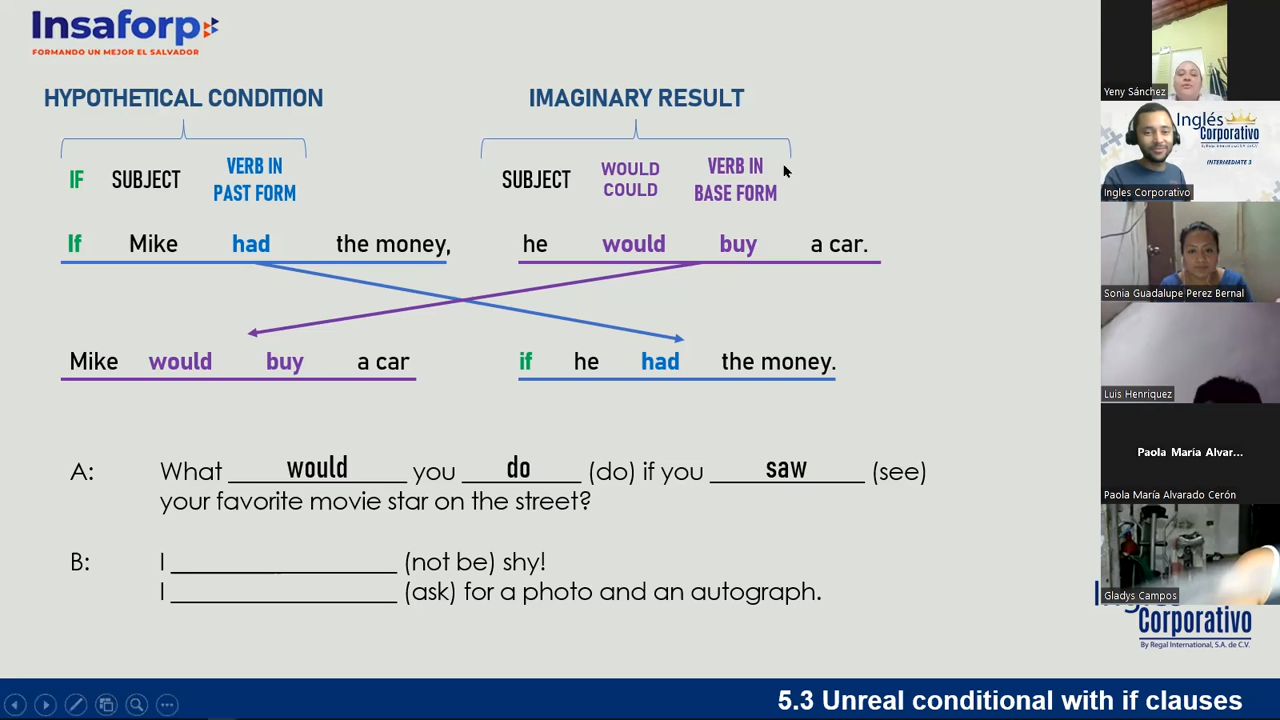 Insaforp
FORMANDO UN MEJOR EL SALVADOR
HYPOTHETICAL CONDITION
IMAGINARY RESULT
IF SUBJECT VERB IN PAST FORM
SUBJECT WOULD COULD VERB IN BASE FORM
If Mike had the money, he would buy a car.
Mike would buy a car if he had the money.
A: What would you do (do) if you saw (see)
your favorite movie star on the street?
B: I ____________ (not be) shy!
I ____________ (ask) for a photo and an autograph.
5.3 Unreal conditional with if clauses
Yeny Sánchez
Inglés
Corporativo
INTERMEDIATE 3
Ingles Corporativo
Sonia Guadalupe Perez Bernal
Luis Henriquez
Paola María Alvar...
Paola María Alvarado Cerón
Gladys Campos
Corporativo
By Regal International, S.A. de C.V.